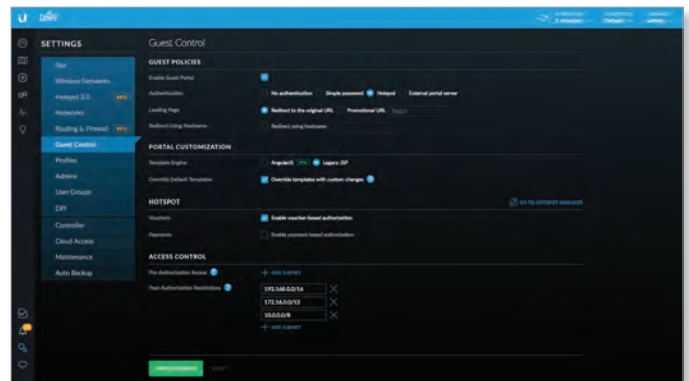 U UniFi
SETTINGS
Site
Wireless Networks
Hotspot 2.0 BETA
Networks
Routing & Firewall BETA
Guest Control
Profiles
Admins
User Groups
DPI
Controller
Cloud Access
Maintenance
Auto Backup
Guest Control
GUEST POLICIES
Enable Guest Portal
Authentication No authentication Simple password Hotspot External portal server
Landing Page Redirect to the original URL Promotional URL
Redirect Using Hostname Redirect using hostname
PORTAL CUSTOMIZATION
Template Engine AngularJS Legacy JSP
Override Default Templates Override templates with custom changes ?
HOTSPOT GO TO HOTSPOT MANAGER
Vouchers Enable voucher-based authorization
Payments Enable payment-based authorization
ACCESS CONTROL
Pre-Authorization Access ? + ADD SUBNET
Post-Authorization Restrictions ? 192.168.0.0/16
172.16.0.0/12
10.0.0.0/8
+ ADD SUBNET